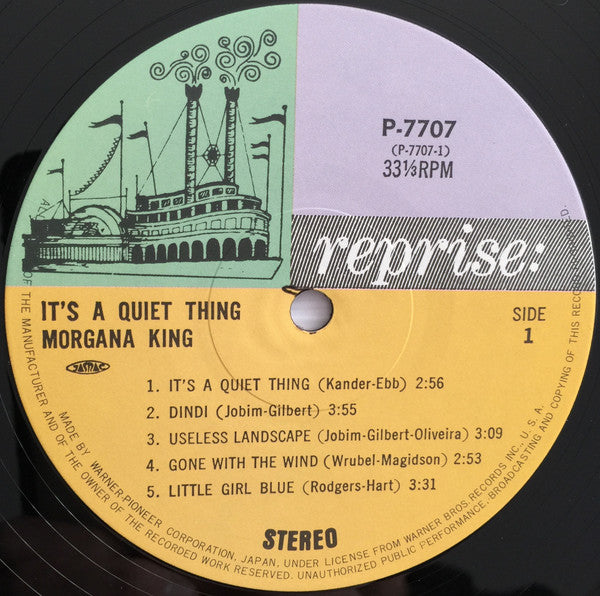 P-7707
(P-7707-1)
33⅓RPM
reprise:
IT'S A QUIET THING
MORGANA KING
SIDE
1
JASRAC
1. IT'S A QUIET THING (Kander-Ebb) 2:56
2. DINDI (Jobim-Gilbert) 3:55
3. USELESS LANDSCAPE (Jobim-Gilbert-Oliveira) 3:09
4. GONE WITH THE WIND (Wrubel-Magidson) 2:53
5. LITTLE GIRL BLUE (Rodgers-Hart) 3:31
STEREO
MADE BY WARNER-PIONEER CORPORATION, JAPAN, UNDER LICENSE FROM WARNER BROS. RECORDS INC., U.S.A.
OF THE MANUFACTURER AND OF THE OWNER OF THE RECORDED WORK RESERVED. UNAUTHORIZED PUBLIC PERFORMANCE, BROADCASTING AND COPYING OF THIS RECORD